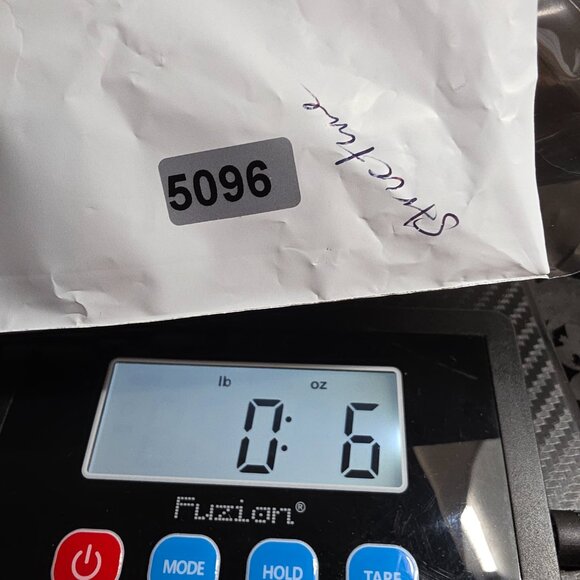 Structure
5096
lb oz
0: 6
Fuzion®
MODE HOLD TARE